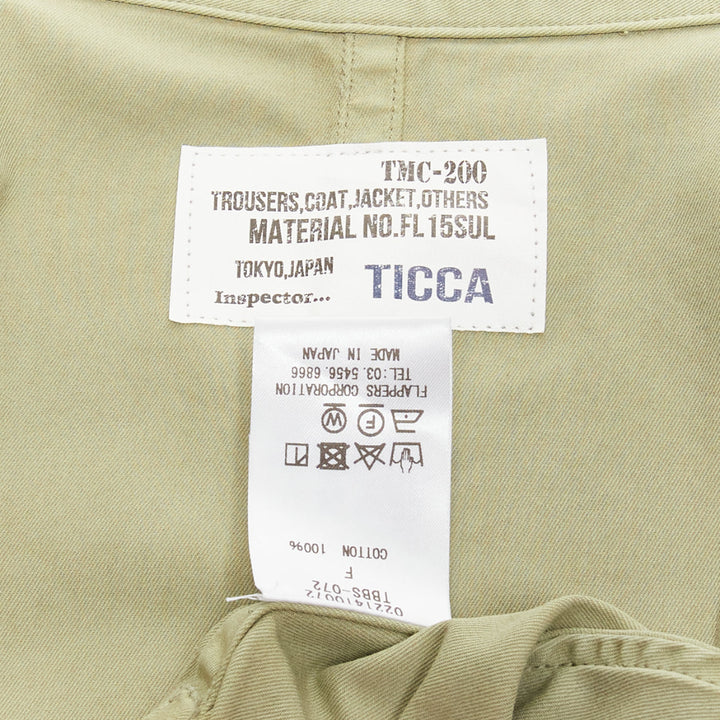 TMC-200
TROUSERS,COAT,JACKET,OTHERS
MATERIAL NO.FL15SUL
TOKYO,JAPAN
TICCA
Inspector...
0221410072
TBBS-072
F
COTTON 100%
F
W
FLAPPERS CORPORATION
TEL:03.5456.6866
MADE IN JAPAN